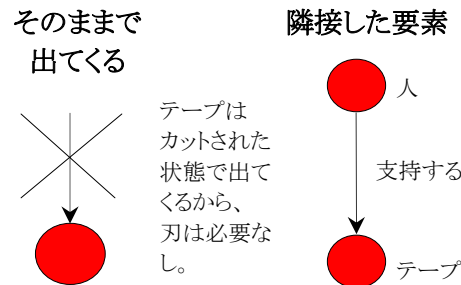 そのままで
出てくる
テープは
カットされた
状態で出て
くるから、
刃は必要な
し。
隣接した要素
人
支持する
テープ